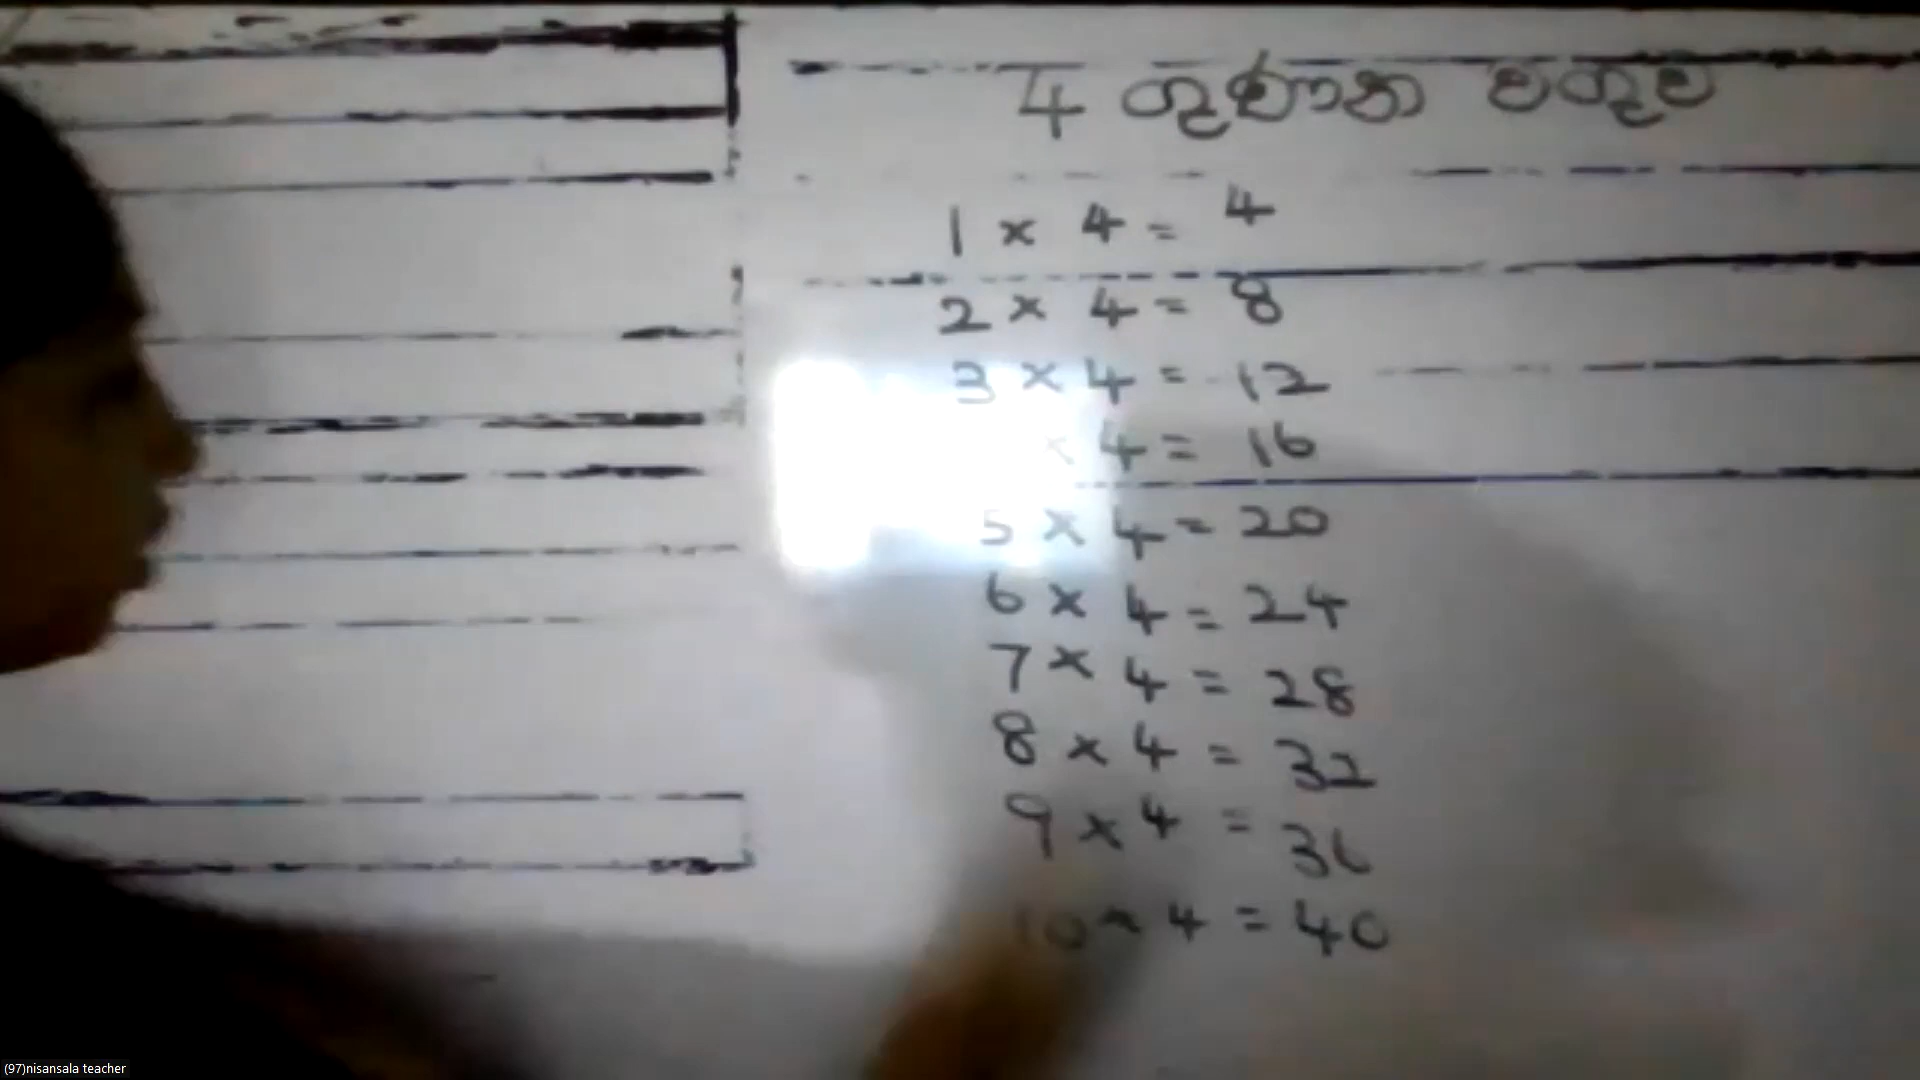 4 ගුණන වගුව
1 × 4 = 4
2 × 4 = 8
3 × 4 = 12
× 4 = 16
5 × 4 = 20
6 × 4 = 24
7 × 4 = 28
8 × 4 = 32
9 × 4 = 36
10 × 4 = 40
(97)nisansala teacher